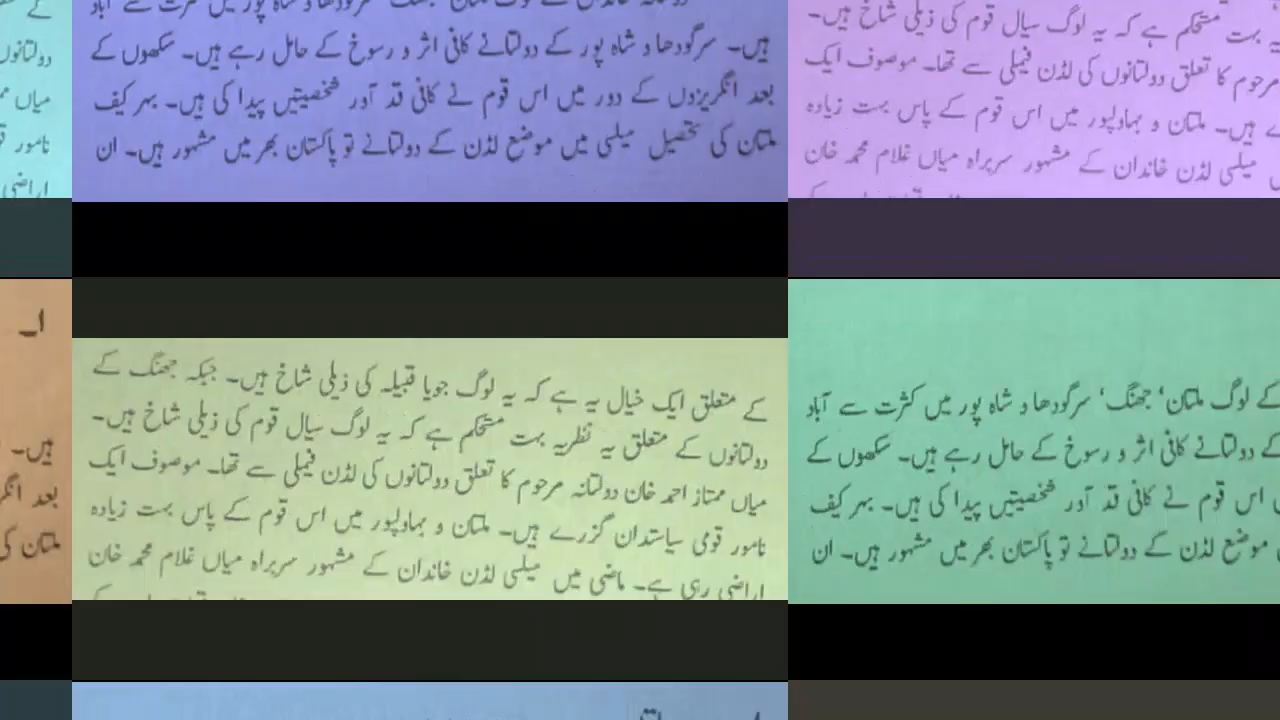 کے
دولتانوں
میاں
نامور
اراضی
ہیں۔ سرگودھا و شاہ پور کے دولتانے کافی اثر و رسوخ کے حامل رہے ہیں۔ سکھوں کے
بعد انگریزوں کے دور میں اس قوم نے کافی قد آور شخصیتیں پیدا کی ہیں۔ بہر کیف
ملتان کی تحصیل میلسی میں موضع لڈن کے دولتانے تو پاکستان بھر میں مشہور ہیں۔ ان
بہت مستحکم ہے کہ یہ لوگ سیال قوم کی ذیلی شاخ ہیں۔
مرحوم کا تعلق دولتانوں کی لڈن فیملی سے تھا۔ موصوف ایک
ہیں۔ ملتان و بہاولپور میں اس قوم کے پاس بہت زیادہ
میلسی لڈن خاندان کے مشہور سربراہ میاں غلام محمد خان
ا۔
ہیں۔
بعد
ملتان کی
کے متعلق ایک خیال یہ ہے کہ یہ لوگ جویا قبیلہ کی ذیلی شاخ ہیں۔ جبکہ جھنگ کے
دولتانوں کے متعلق یہ نظریہ بہت مستحکم ہے کہ یہ لوگ سیال قوم کی ذیلی شاخ ہیں۔
میاں ممتاز احمد خان دولتانہ مرحوم کا تعلق دولتانوں کی لڈن فیملی سے تھا۔ موصوف ایک
نامور قومی سیاستدان گزرے ہیں۔ ملتان و بہاولپور میں اس قوم کے پاس بہت زیادہ
اراضی رہی ہے۔ ماضی میں میلسی لڈن خاندان کے مشہور سربراہ میاں غلام محمد خان
کے لوگ ملتان، جھنگ، سرگودھا و شاہ پور میں کثرت سے آباد
کے دولتانے کافی اثر و رسوخ کے حامل رہے ہیں۔ سکھوں کے
اس قوم نے کافی قد آور شخصیتیں پیدا کی ہیں۔ بہر کیف
موضع لڈن کے دولتانے تو پاکستان بھر میں مشہور ہیں۔ ان